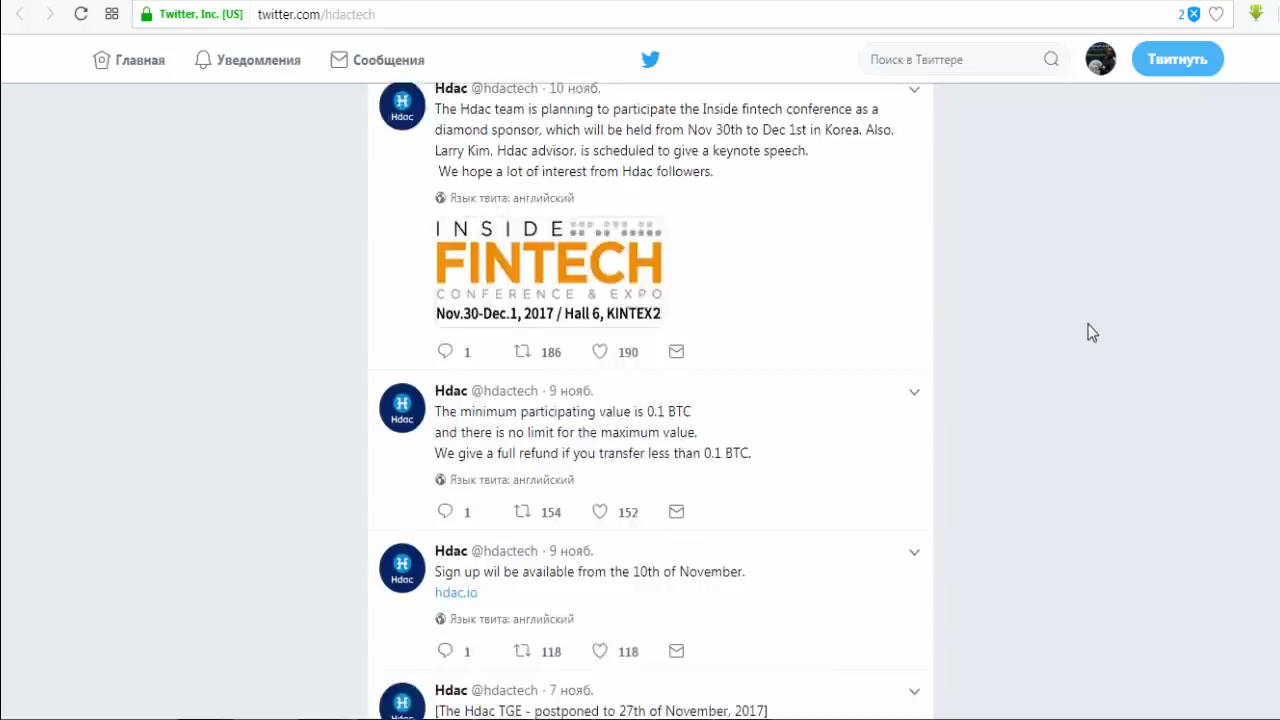 Twitter, Inc. [US] twitter.com/hdactech 2
Главная Уведомления Сообщения Поиск в Твиттере Твитнуть
Hdac @hdactech · 10 нояб.
The Hdac team is planning to participate the Inside fintech conference as a
diamond sponsor, which will be held from Nov 30th to Dec 1st in Korea. Also,
Larry Kim, Hdac advisor, is scheduled to give a keynote speech.
We hope a lot of interest from Hdac followers.
Язык твита: английский
INSIDE
FINTECH
CONFERENCE & EXPO
Nov.30-Dec.1, 2017 / Hall 6, KINTEX2
1 186 190
Hdac @hdactech · 9 нояб.
The minimum participating value is 0.1 BTC
and there is no limit for the maximum value.
We give a full refund if you transfer less than 0.1 BTC.
Язык твита: английский
1 154 152
Hdac @hdactech · 9 нояб.
Sign up wil be available from the 10th of November.
hdac.io
Язык твита: английский
1 118 118
Hdac @hdactech · 7 нояб.
[The Hdac TGE - postponed to 27th of November, 2017]
Hdac
Hdac
Hdac
Hdac